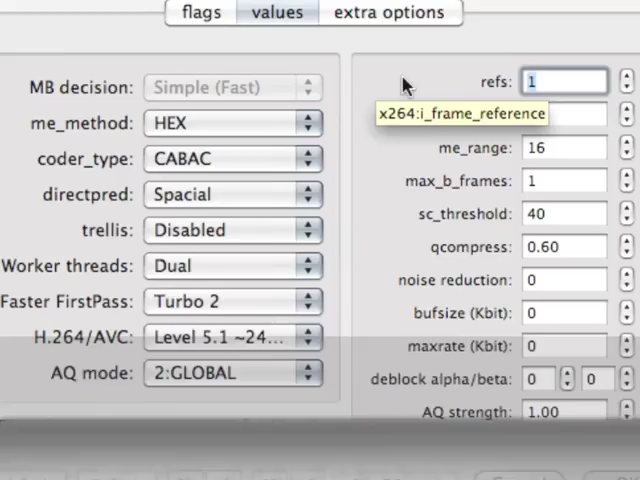 flags values extra options
MB decision: Simple (Fast)
me_method: HEX
coder_type: CABAC
directpred: Spacial
trellis: Disabled
Worker threads: Dual
Faster FirstPass: Turbo 2
H.264/AVC: Level 5.1 ~24...
AQ mode: 2:GLOBAL
refs: 1
x264:i_frame_reference
me_range: 16
max_b_frames: 1
sc_threshold: 40
qcompress: 0.60
noise reduction: 0
bufsize (Kbit): 0
maxrate (Kbit): 0
deblock alpha/beta: 0 0
AQ strength: 1.00